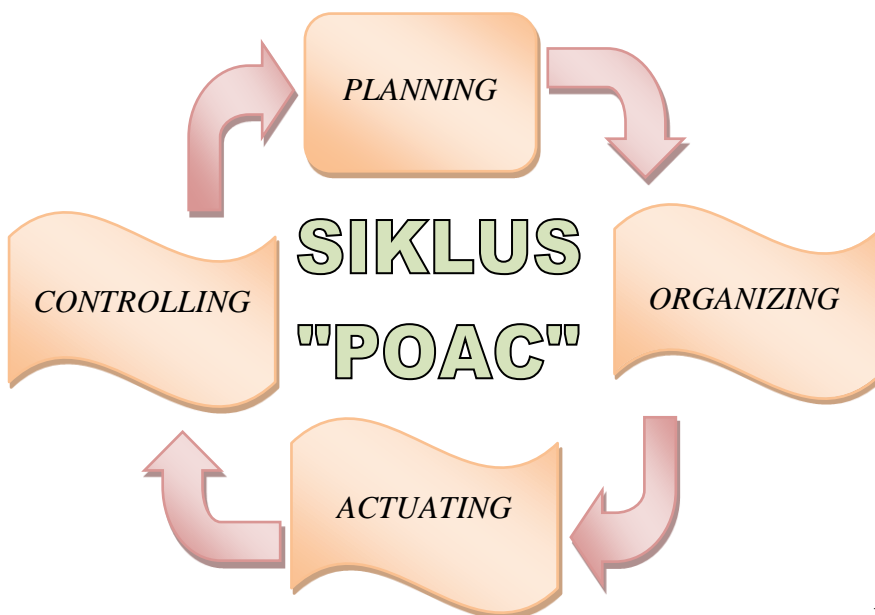 PLANNING
SIKLUS
"POAC"
CONTROLLING
ORGANIZING
ACTUATING